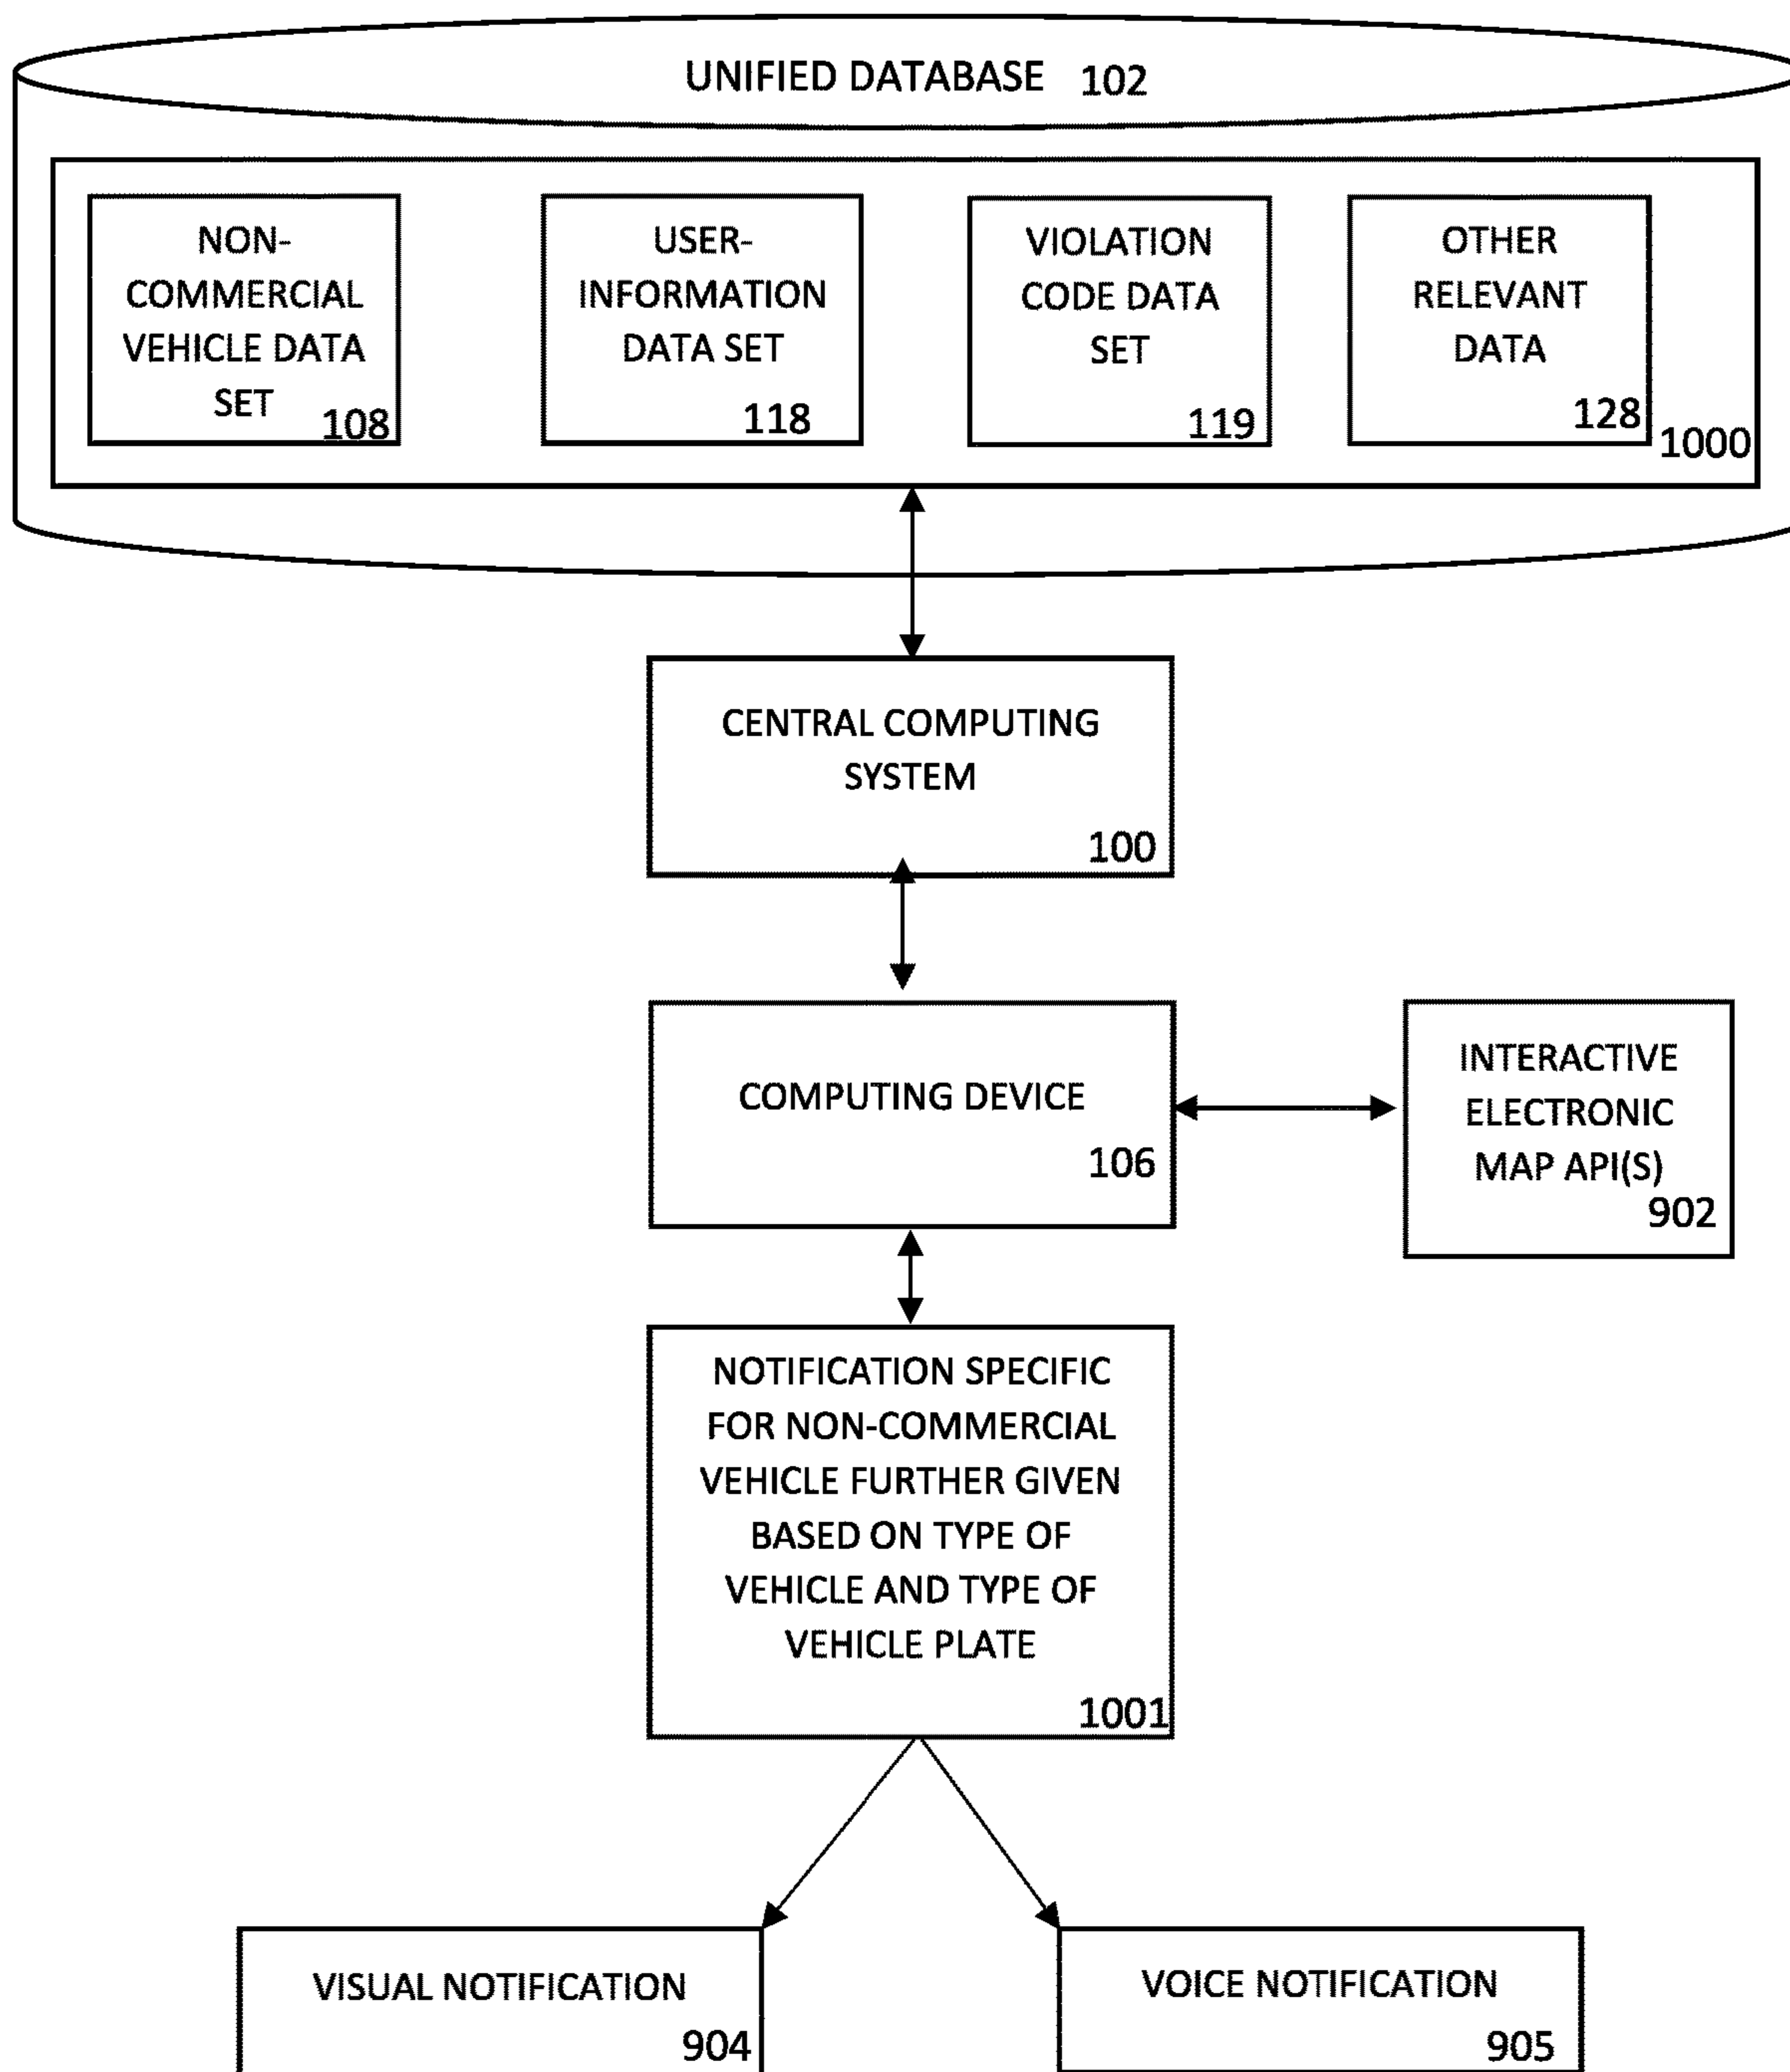 UNIFIED DATABASE 102
NON-
COMMERCIAL
VEHICLE DATA
SET
108
USER-
INFORMATION
DATA SET
118
VIOLATION
CODE DATA
SET
119
OTHER
RELEVANT
DATA
128
1000
CENTRAL COMPUTING
SYSTEM
100
COMPUTING DEVICE
106
INTERACTIVE
ELECTRONIC
MAP API(S)
902
NOTIFICATION SPECIFIC
FOR NON-COMMERCIAL
VEHICLE FURTHER GIVEN
BASED ON TYPE OF
VEHICLE AND TYPE OF
VEHICLE PLATE
1001
VISUAL NOTIFICATION
904
VOICE NOTIFICATION
905